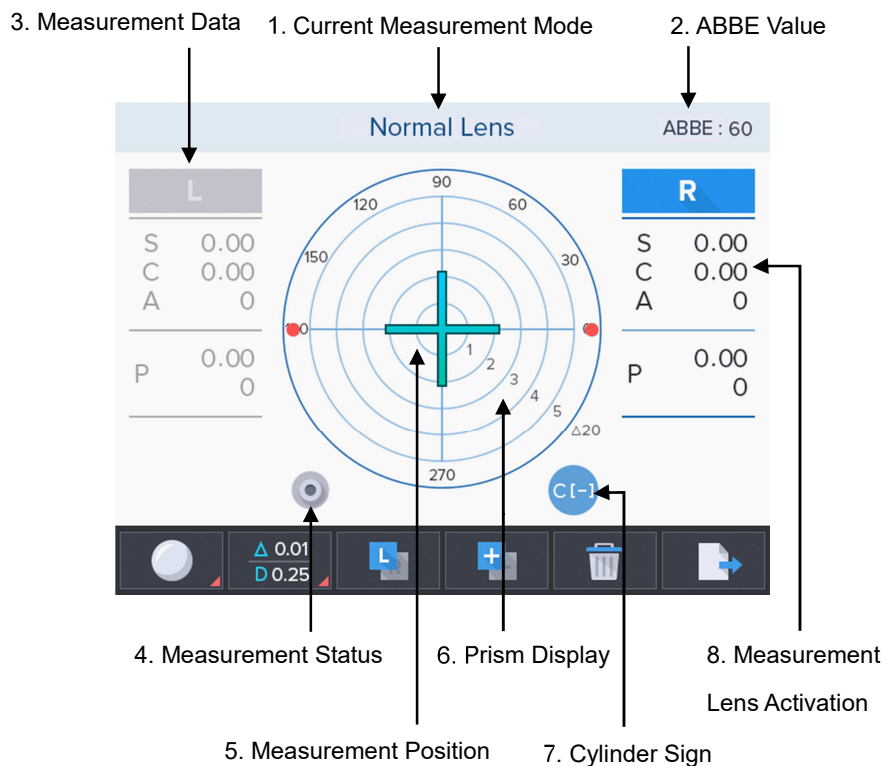 3. Measurement Data
1. Current Measurement Mode
2. ABBE Value
Normal Lens
ABBE : 60
L
S 0.00
C 0.00
A 0
P 0.00
0
90
120
60
150
30
1
2
3
4
5
△20
270
R
S 0.00
C 0.00
A 0
P 0.00
0
C[-]
Δ 0.01
D 0.25
L
R
+
-
4. Measurement Status
6. Prism Display
8. Measurement
Lens Activation
5. Measurement Position
7. Cylinder Sign